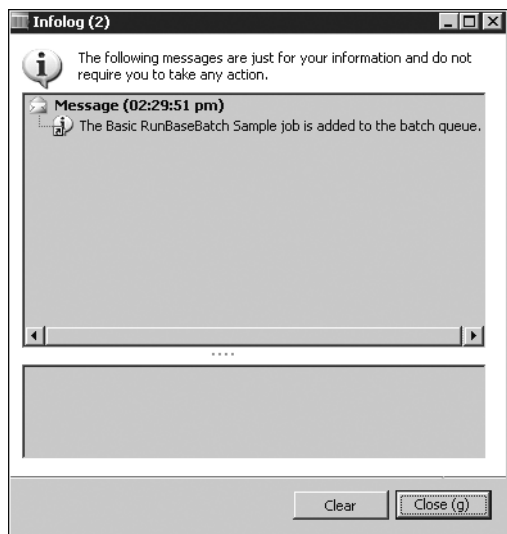 Infolog (2)
The following messages are just for your information and do not
require you to take any action.
Message (02:29:51 pm)
The Basic RunBaseBatch Sample job is added to the batch queue.
Clear
Close (g)